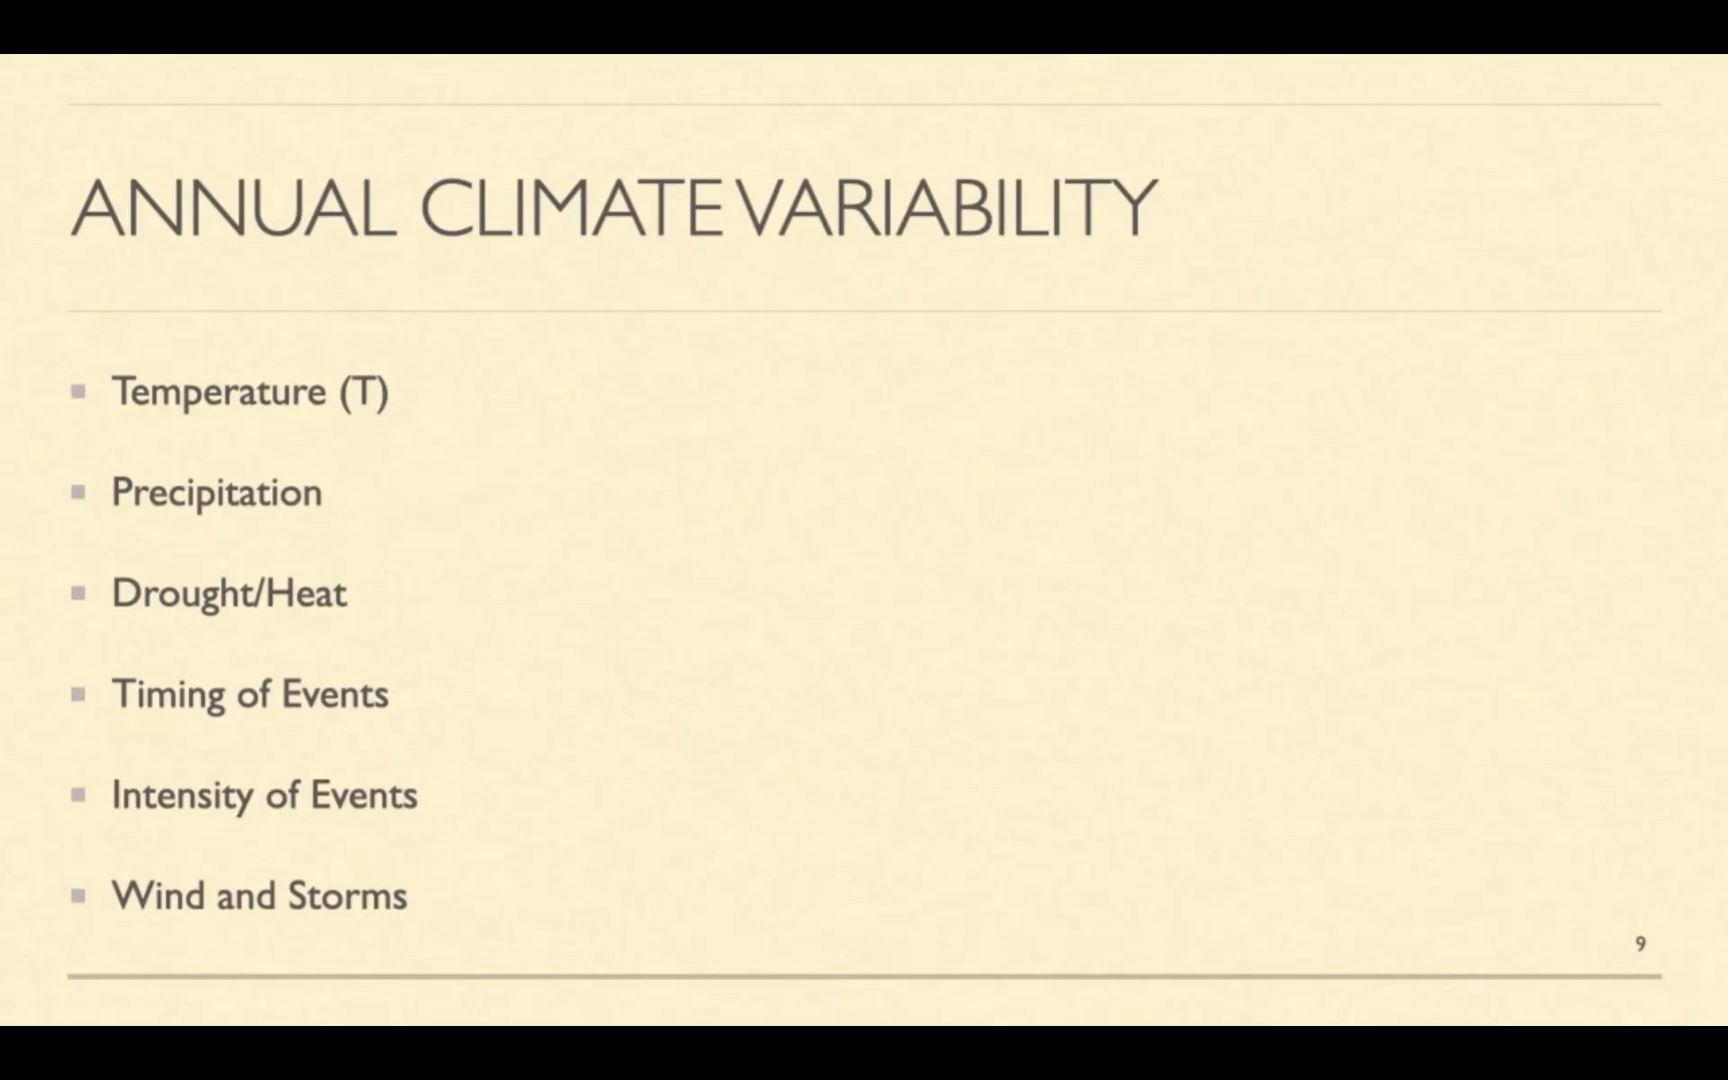 ANNUAL CLIMATE VARIABILITY
Temperature (T)
Precipitation
Drought/Heat
Timing of Events
Intensity of Events
Wind and Storms
9